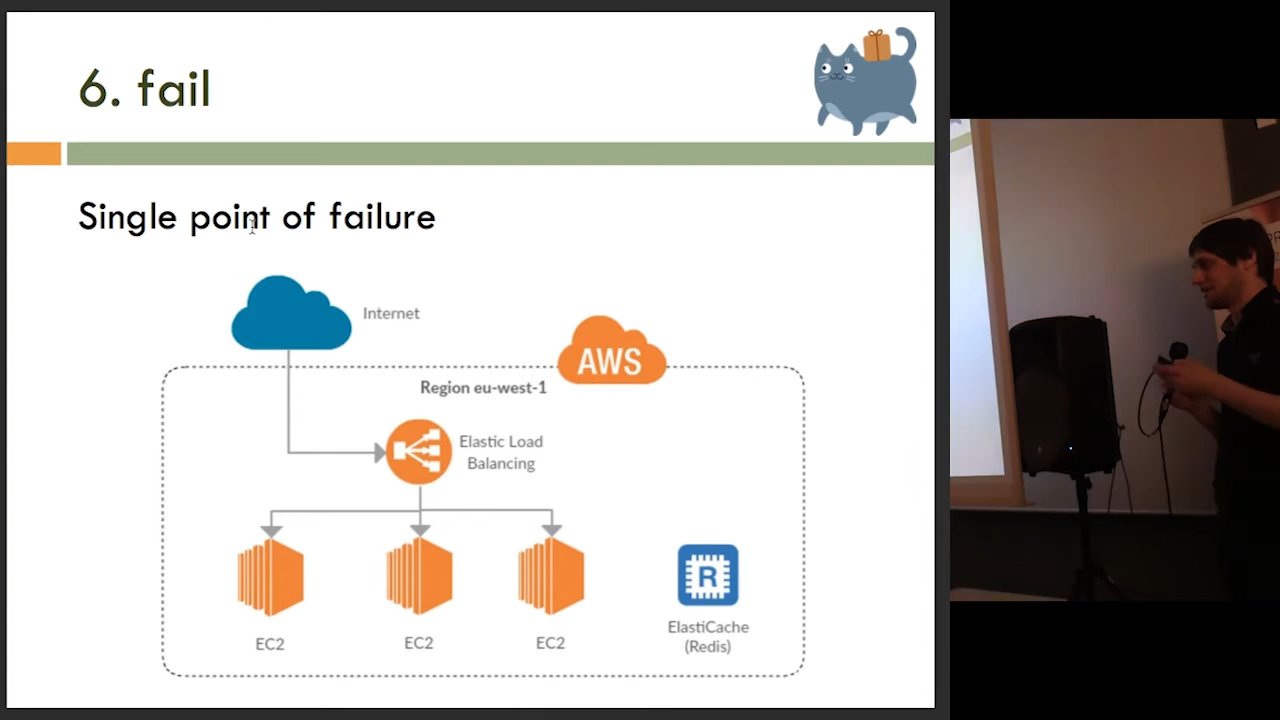 6. fail
Single point of failure
Internet
AWS
Region eu-west-1
Elastic Load
Balancing
EC2
EC2
EC2
R
ElastiCache
(Redis)